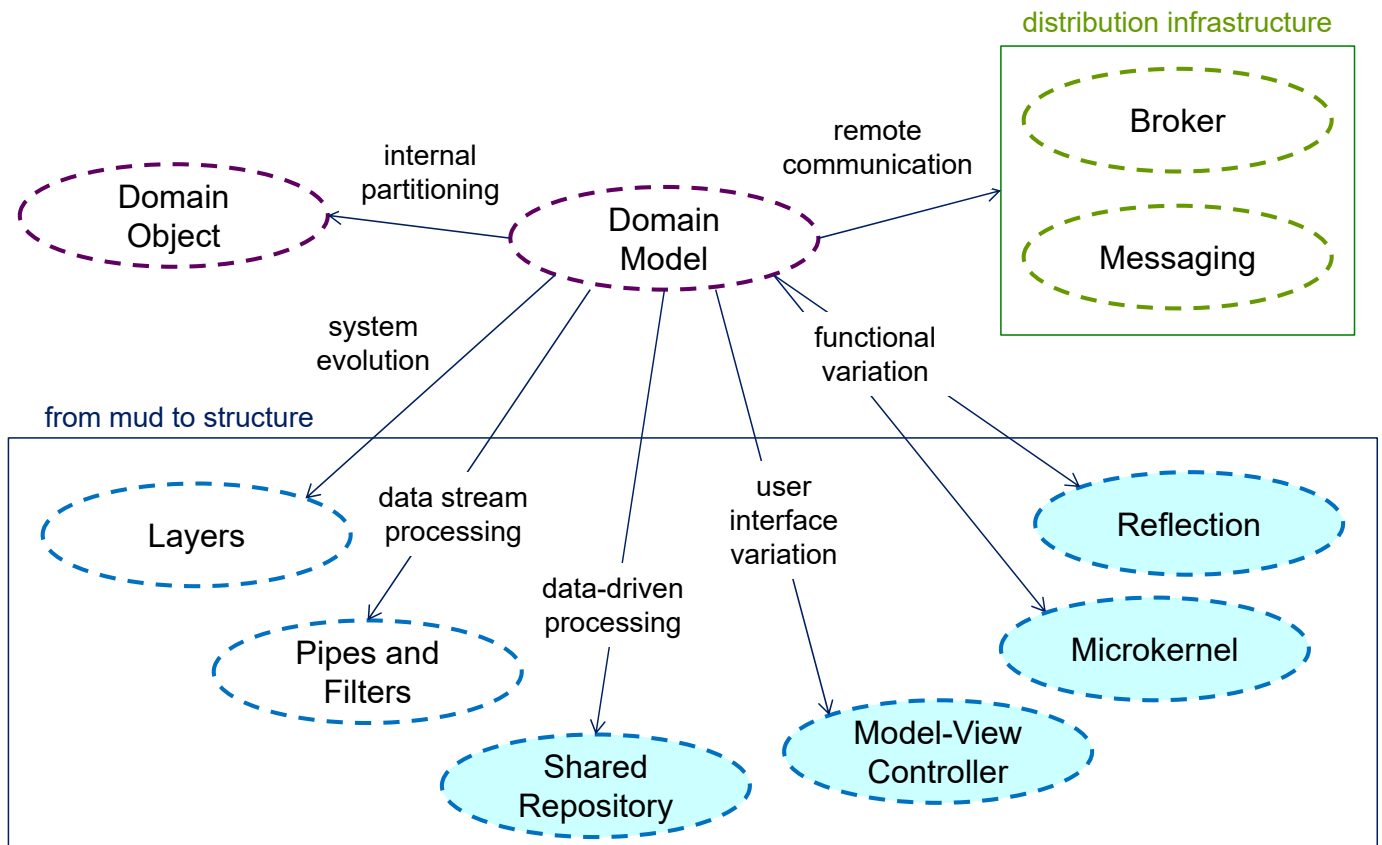 distribution infrastructure
Broker
remote
communication
internal
partitioning
Domain
Object
Domain
Model
Messaging
system
evolution
functional
variation
from mud to structure
data stream
processing
user
interface
variation
Layers
Reflection
data-driven
processing
Pipes and
Filters
Microkernel
Shared
Repository
Model-View
Controller